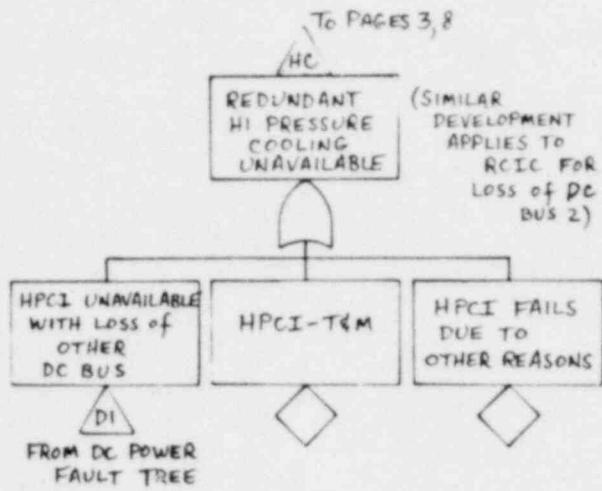 TO PAGES 3, 8
HC
REDUNDANT
HI PRESSURE
COOLING
UNAVAILABLE
(SIMILAR
DEVELOPMENT
APPLIES TO
RCIC FOR
LOSS of DC
BUS 2)
HPCI UNAVAILABLE
WITH LOSS of
OTHER
DC BUS
HPCI-T&M
HPCI FAILS
DUE TO
OTHER REASONS
D1
FROM DC POWER
FAULT TREE